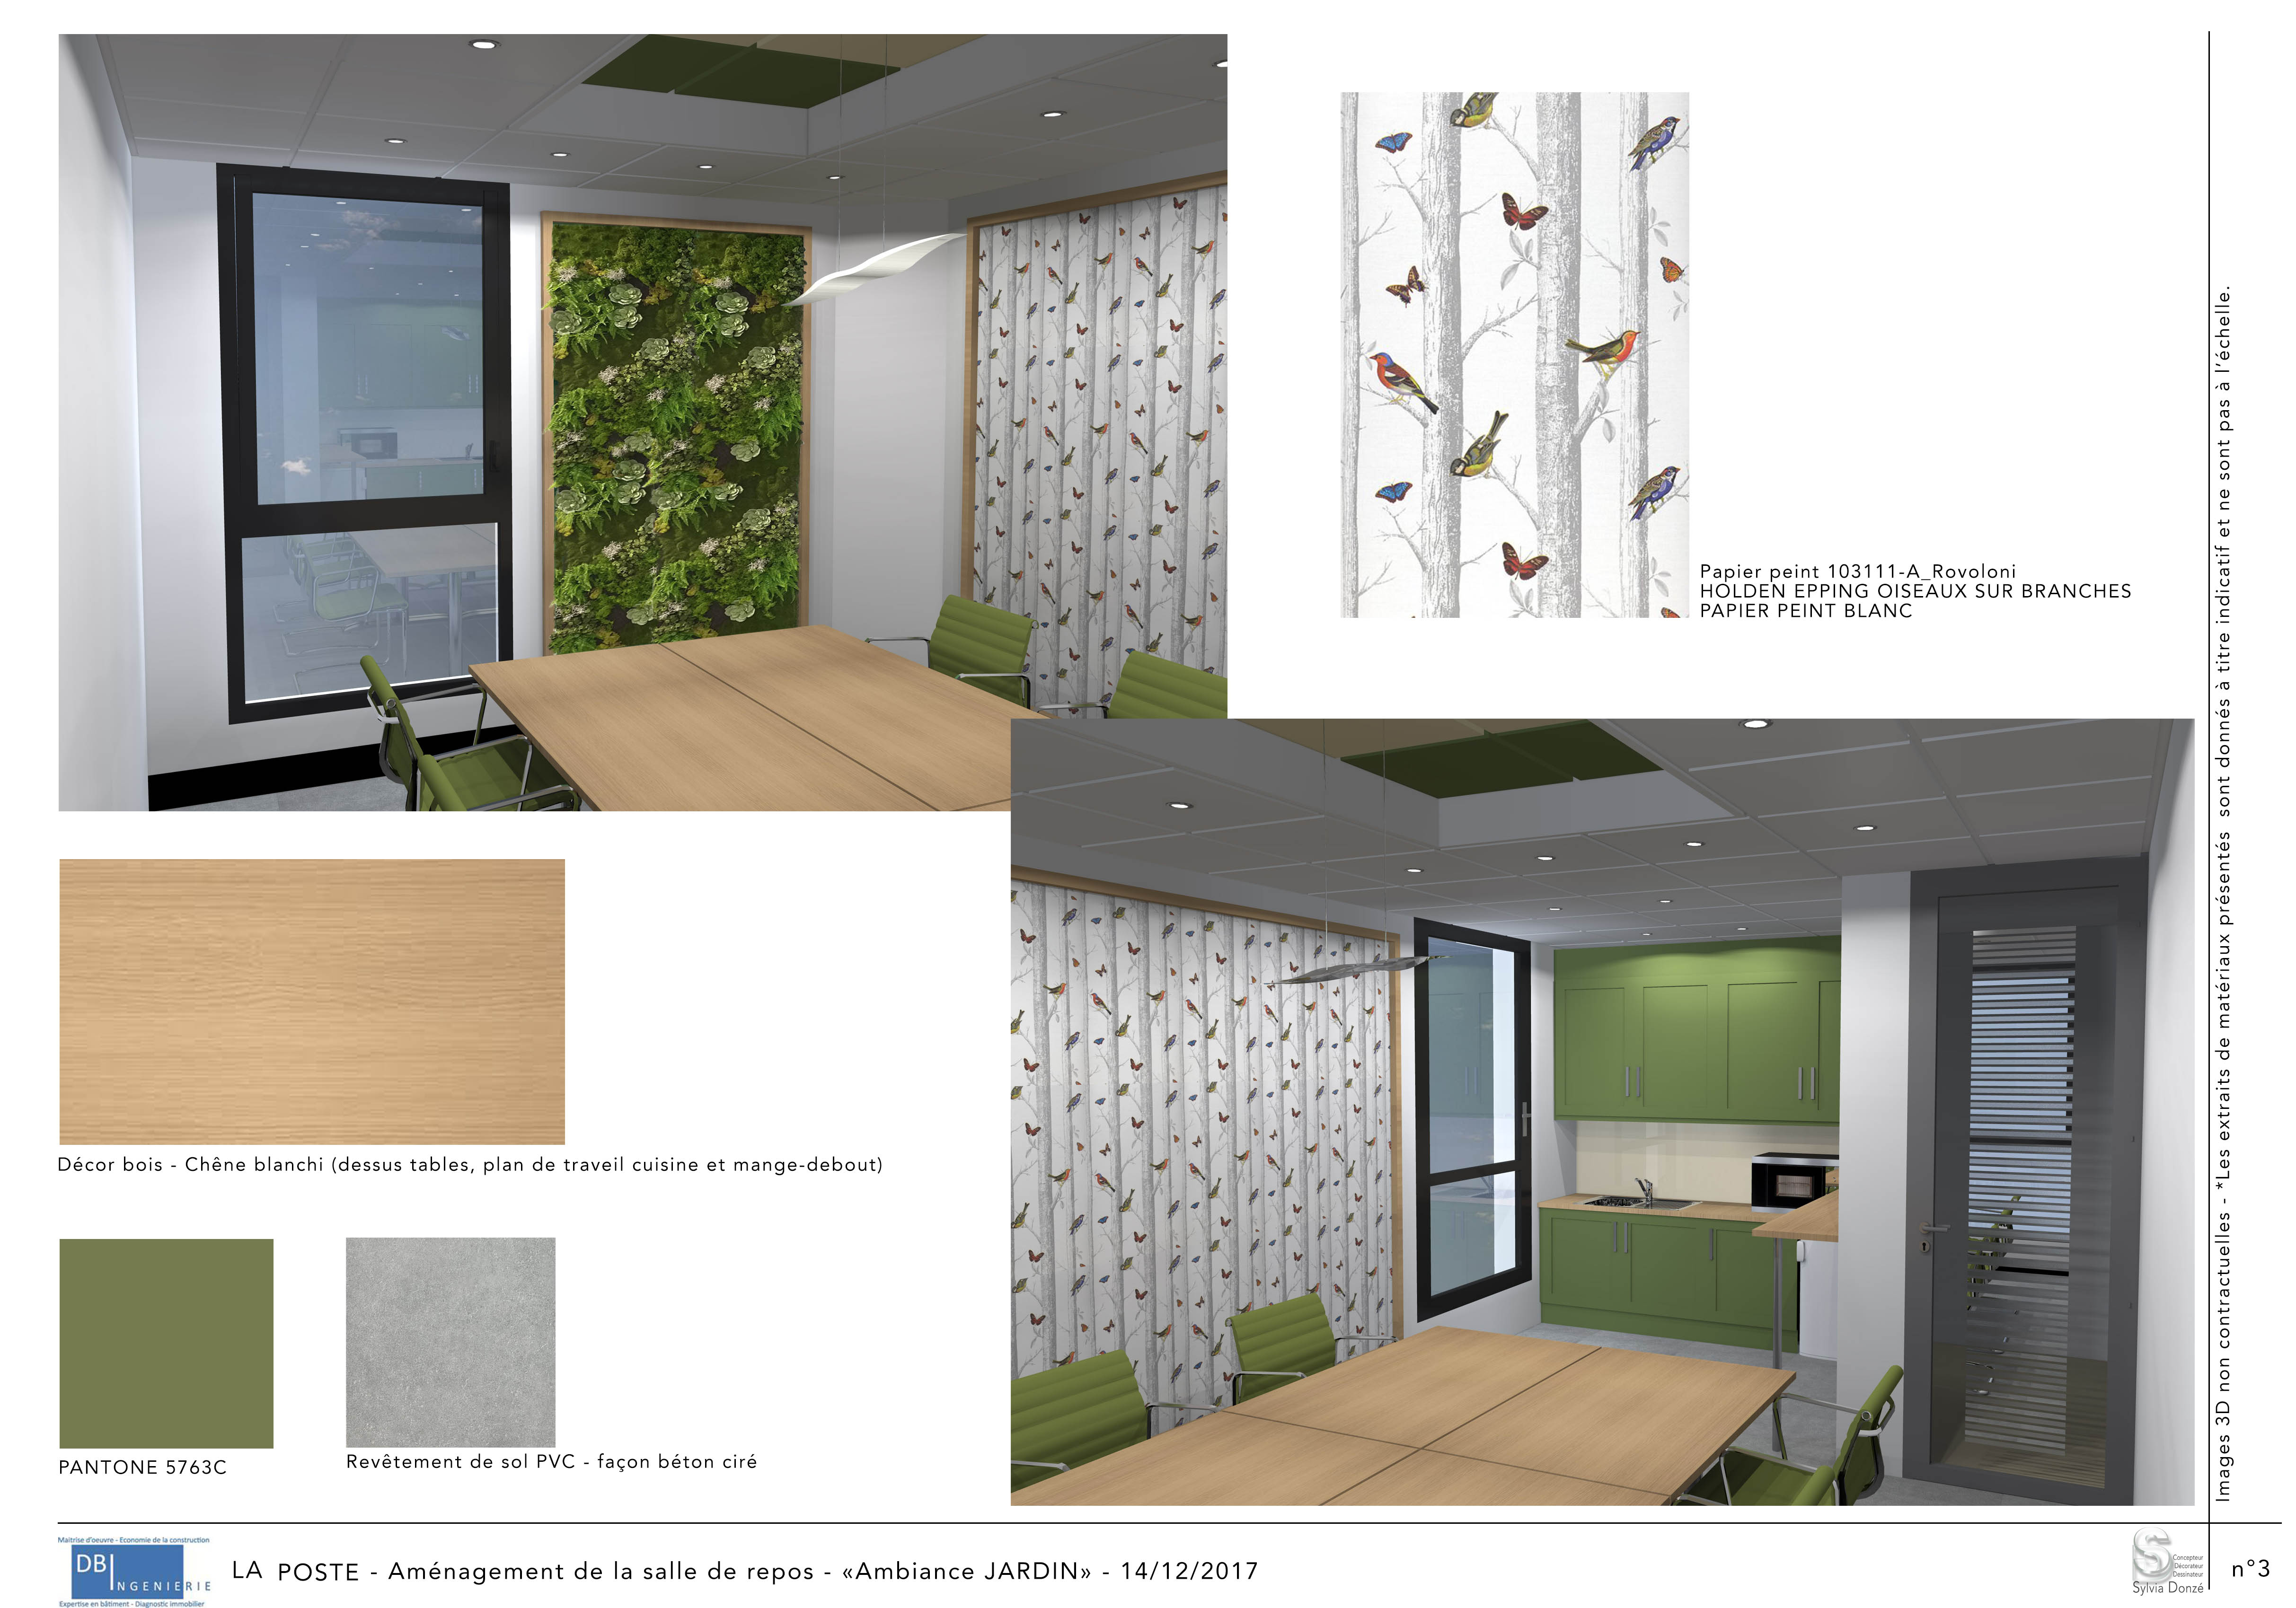 Papier peint 103111-A_Rovoloni
HOLDEN EPPING OISEAUX SUR BRANCHES
PAPIER PEINT BLANC
Décor bois - Chêne blanchi (dessus tables, plan de traveil cuisine et mange-debout)
PANTONE 5763C
Revêtement de sol PVC - façon béton ciré
Images 3D non contractuelles - *Les extraits de matériaux présentés sont donnés à titre indicatif et ne sont pas à l'échelle.
Maitrise d'oeuvre - Economie de la construction
DBI
NGENIERIE
Expertise en bâtiment - Diagnostic immobilier
LA POSTE - Aménagement de la salle de repos - «Ambiance JARDIN» - 14/12/2017
S
Concepteur
Décorateur
Dessinateur
Sylvia Donzé
n°3